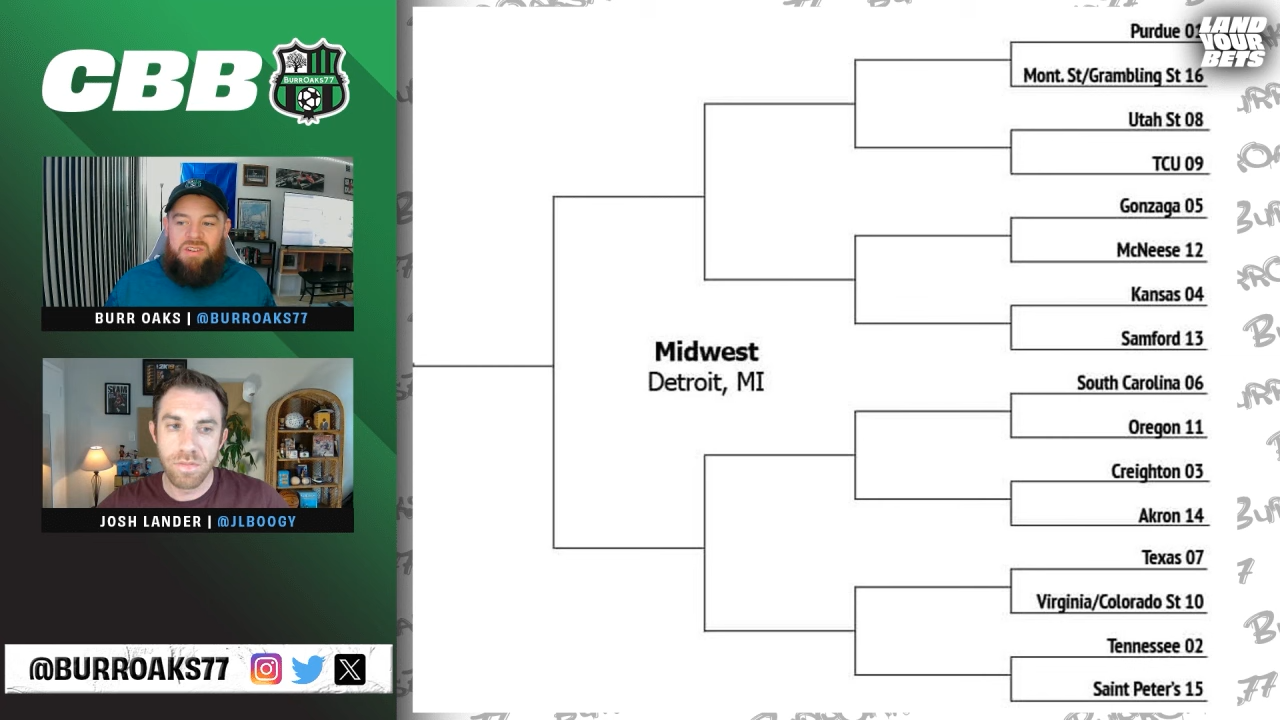 CBB
BURROAKS77
BURR OAKS | @BURROAKS77
SLAM
JOSH LANDER | @JLBOOGY
@BURROAKS77
LAND
YOUR
BETS
Midwest
Detroit, MI
Purdue 01
Mont. St/Grambling St 16
Utah St 08
TCU 09
Gonzaga 05
McNeese 12
Kansas 04
Samford 13
South Carolina 06
Oregon 11
Creighton 03
Akron 14
Texas 07
Virginia/Colorado St 10
Tennessee 02
Saint Peter's 15